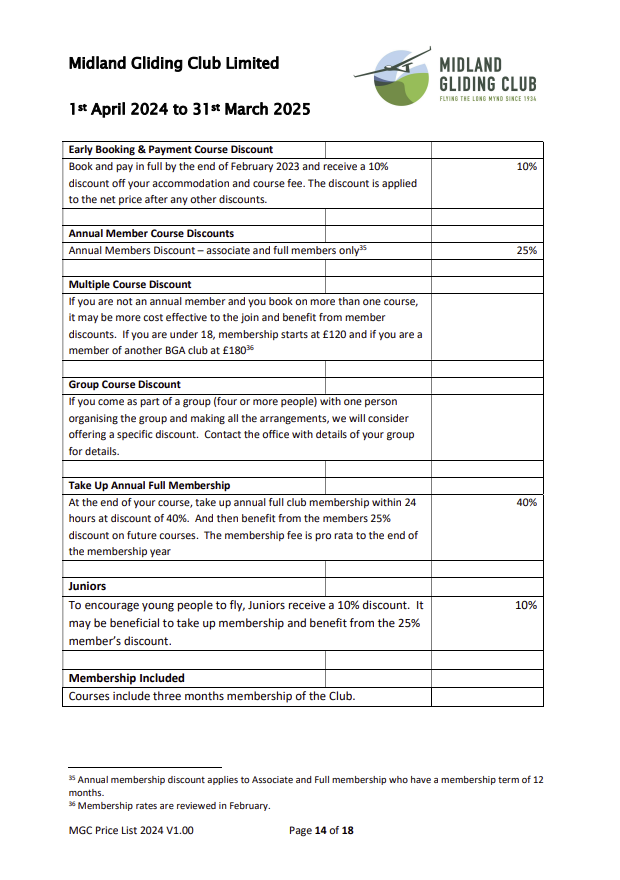 Midland Gliding Club Limited
MIDLAND
GLIDING CLUB
FLYING THE LONG MYND SINCE 1934
1st April 2024 to 31st March 2025
Early Booking & Payment Course Discount
Book and pay in full by the end of February 2023 and receive a 10% 10%
discount off your accommodation and course fee. The discount is applied
to the net price after any other discounts.
Annual Member Course Discounts
Annual Members Discount – associate and full members only35 25%
Multiple Course Discount
If you are not an annual member and you book on more than one course,
it may be more cost effective to the join and benefit from member
discounts. If you are under 18, membership starts at £120 and if you are a
member of another BGA club at £18036
Group Course Discount
If you come as part of a group (four or more people) with one person
organising the group and making all the arrangements, we will consider
offering a specific discount. Contact the office with details of your group
for details.
Take Up Annual Full Membership
At the end of your course, take up annual full club membership within 24 40%
hours at discount of 40%. And then benefit from the members 25%
discount on future courses. The membership fee is pro rata to the end of
the membership year
Juniors
To encourage young people to fly, Juniors receive a 10% discount. It 10%
may be beneficial to take up membership and benefit from the 25%
member's discount.
Membership Included
Courses include three months membership of the Club.
35 Annual membership discount applies to Associate and Full membership who have a membership term of 12
months.
36 Membership rates are reviewed in February.
MGC Price List 2024 V1.00 Page 14 of 18